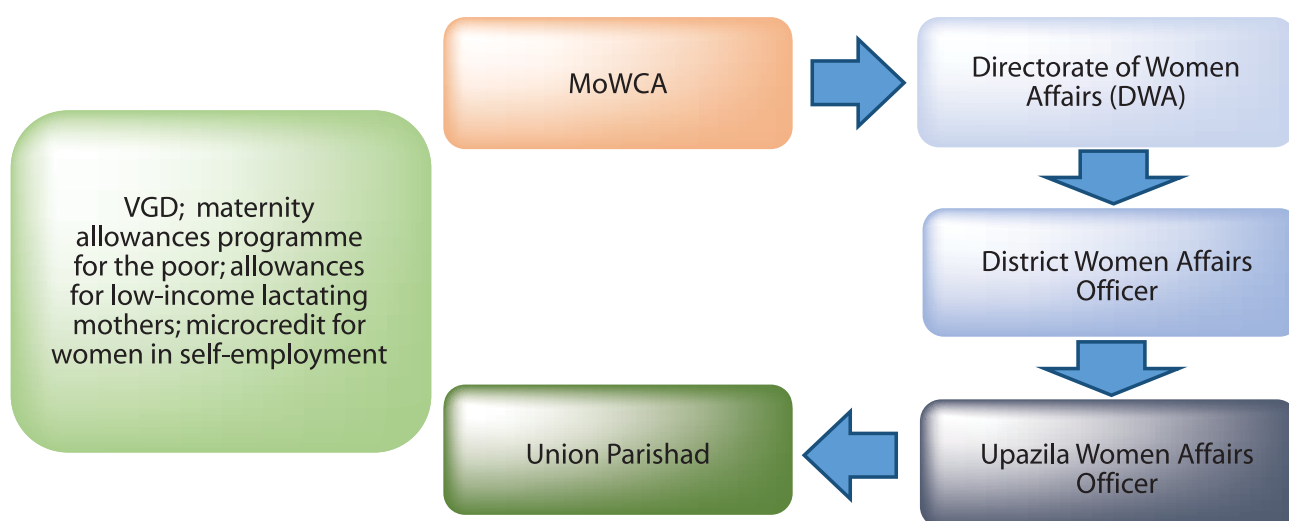 MoWCA
Directorate of Women
Affairs (DWA)
VGD; maternity
allowances programme
for the poor; allowances
for low-income lactating
mothers; microcredit for
women in self-employment
District Women Affairs
Officer
Union Parishad
Upazila Women Affairs
Officer